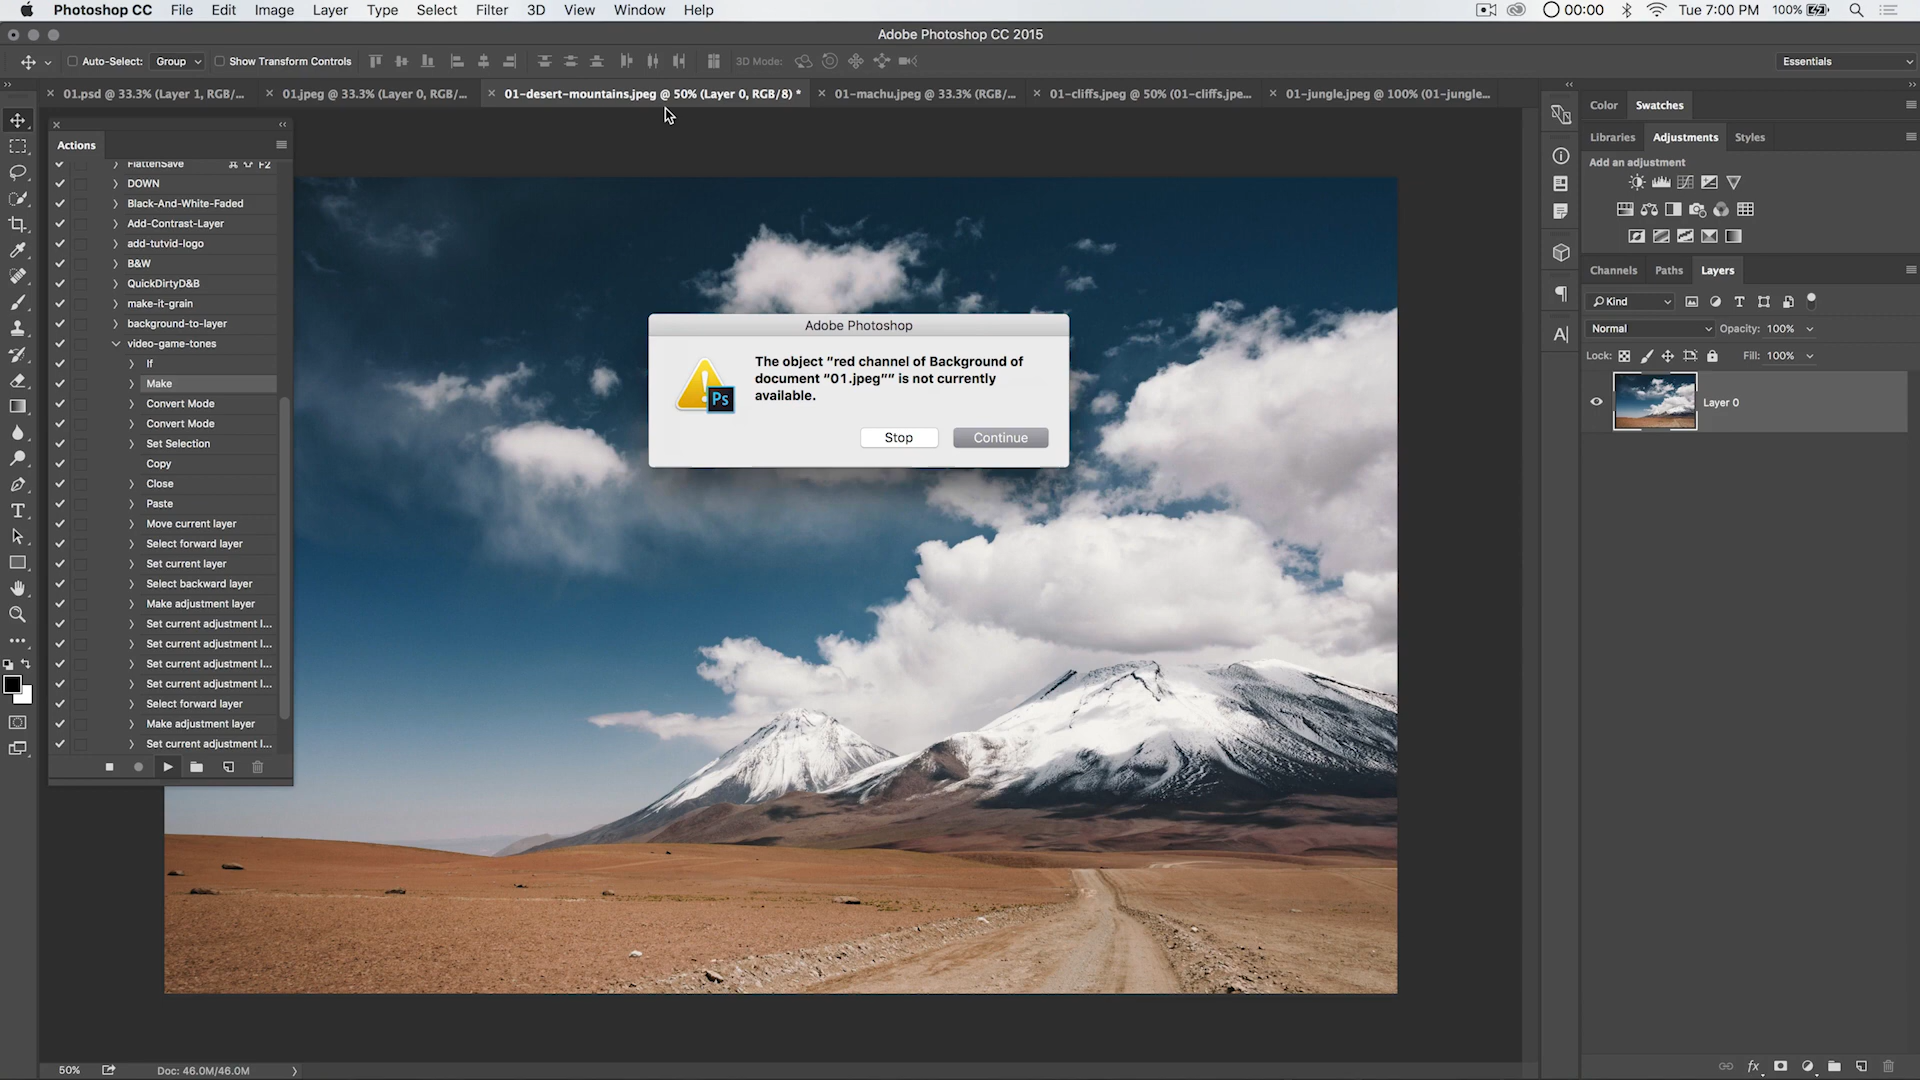 Photoshop CC File Edit Image Layer Type Select Filter 3D View Window Help 00:00 Tue 7:00 PM 100%
Adobe Photoshop CC 2015
Auto-Select: Group Show Transform Controls 3D Mode: Essentials
01.psd @ 33.3% (Layer 1, RGB/... 01.jpeg @ 33.3% (Layer 0, RGB/... 01-desert-mountains.jpeg @ 50% (Layer 0, RGB/8) * 01-machu.jpeg @ 33.3% (RGB/... 01-cliffs.jpeg @ 50% (01-cliffs.jpe... 01-jungle.jpeg @ 100% (01-jungle...
Actions
FlattenSave F2
DOWN
Black-And-White-Faded
Add-Contrast-Layer
add-tutvid-logo
B&W
QuickDirtyD&B
make-it-grain
background-to-layer
video-game-tones
If
Make
Convert Mode
Convert Mode
Set Selection
Copy
Close
Paste
Move current layer
Select forward layer
Set current layer
Select backward layer
Make adjustment layer
Set current adjustment l...
Set current adjustment l...
Set current adjustment l...
Set current adjustment l...
Select forward layer
Make adjustment layer
Set current adjustment l...
Adobe Photoshop
The object "red channel of Background of
document "01.jpeg"" is not currently
available.
Ps
Stop Continue
Color Swatches
Libraries Adjustments Styles
Add an adjustment
Channels Paths Layers
Kind
Normal Opacity: 100%
Lock: Fill: 100%
Layer 0
50% Doc: 46.0M/46.0M
fx